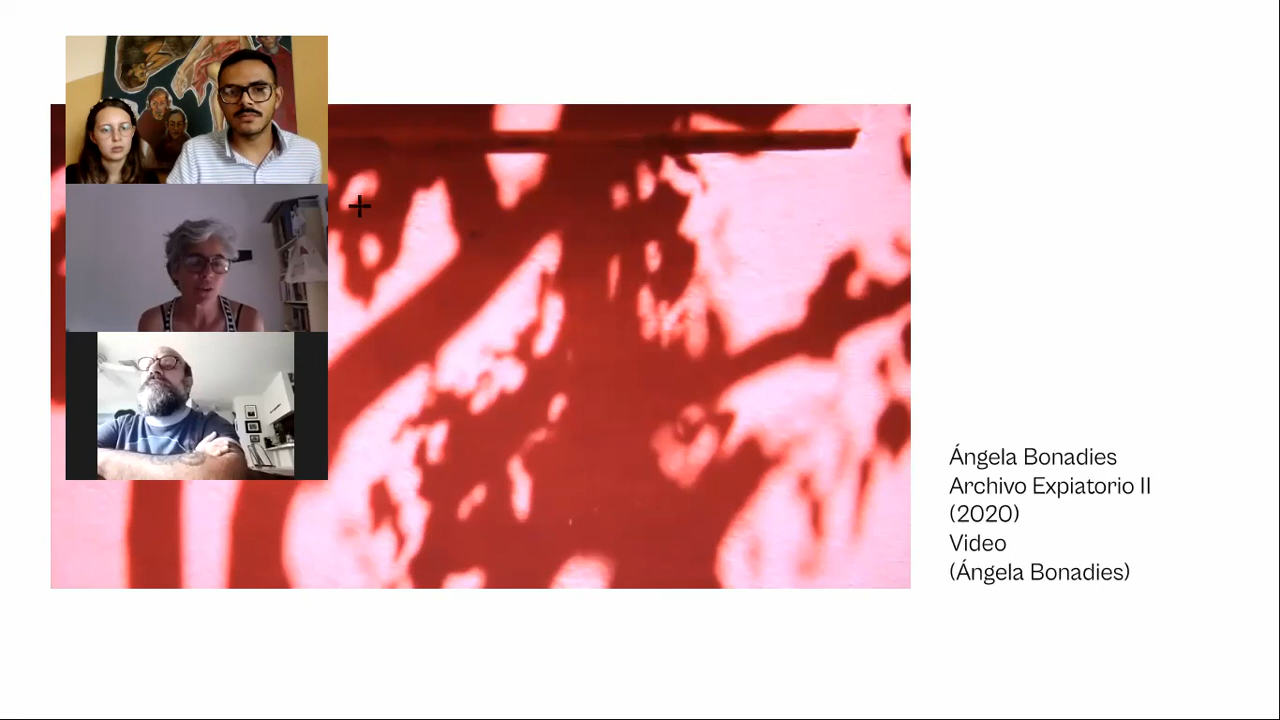 Ángela Bonadies
Archivo Expiatorio II
(2020)
Video
(Ángela Bonadies)